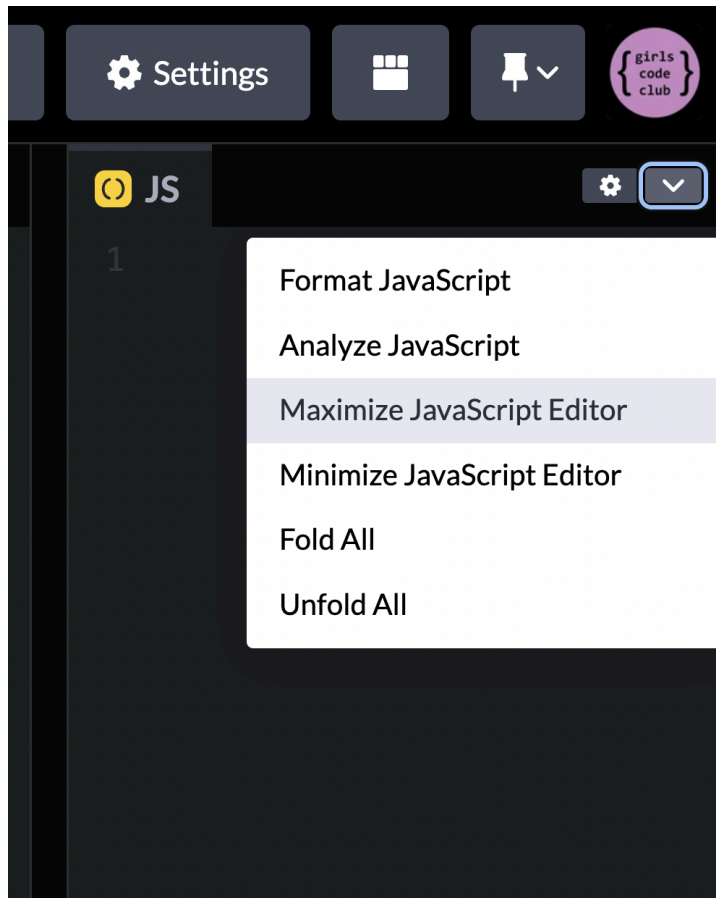 Settings
{ girls
code
club }
JS
1
Format JavaScript
Analyze JavaScript
Maximize JavaScript Editor
Minimize JavaScript Editor
Fold All
Unfold All